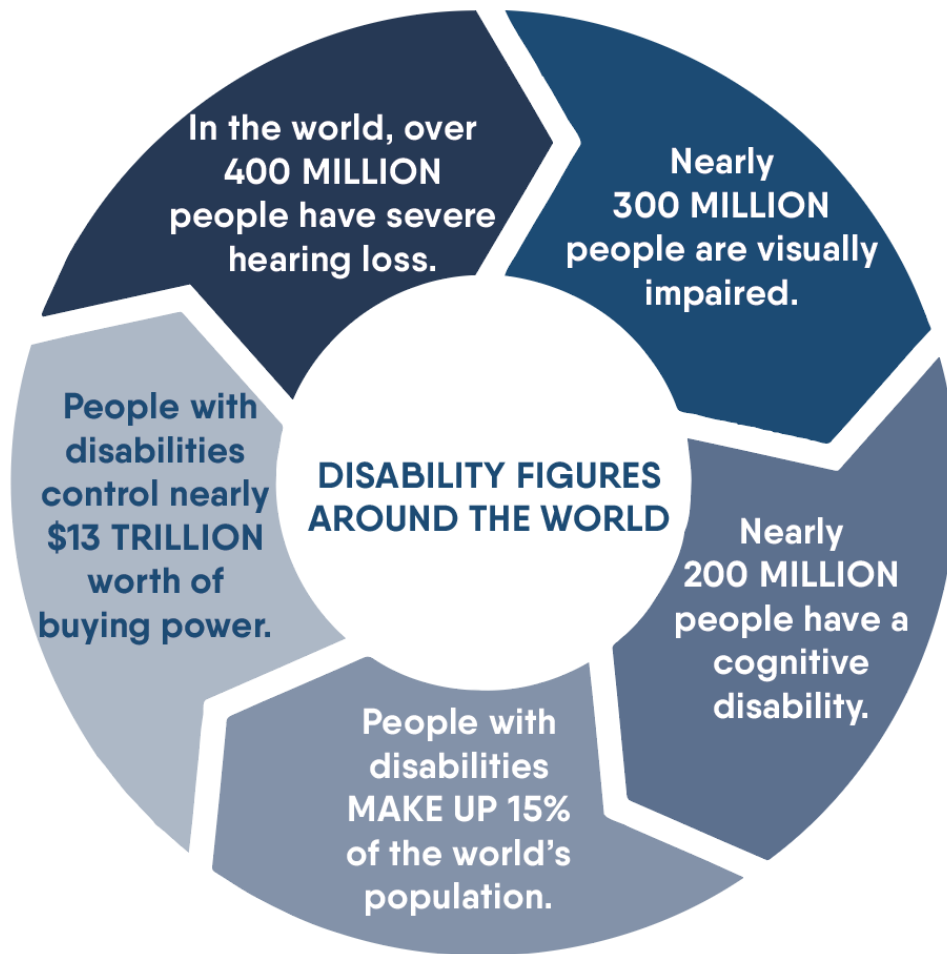 In the world, over
400 MILLION
people have severe
hearing loss.
Nearly
300 MILLION
people are visually
impaired.
Nearly
200 MILLION
people have a
cognitive
disability.
People with
disabilities
MAKE UP 15%
of the world's
population.
People with
disabilities
control nearly
$13 TRILLION
worth of
buying power.
DISABILITY FIGURES
AROUND THE WORLD